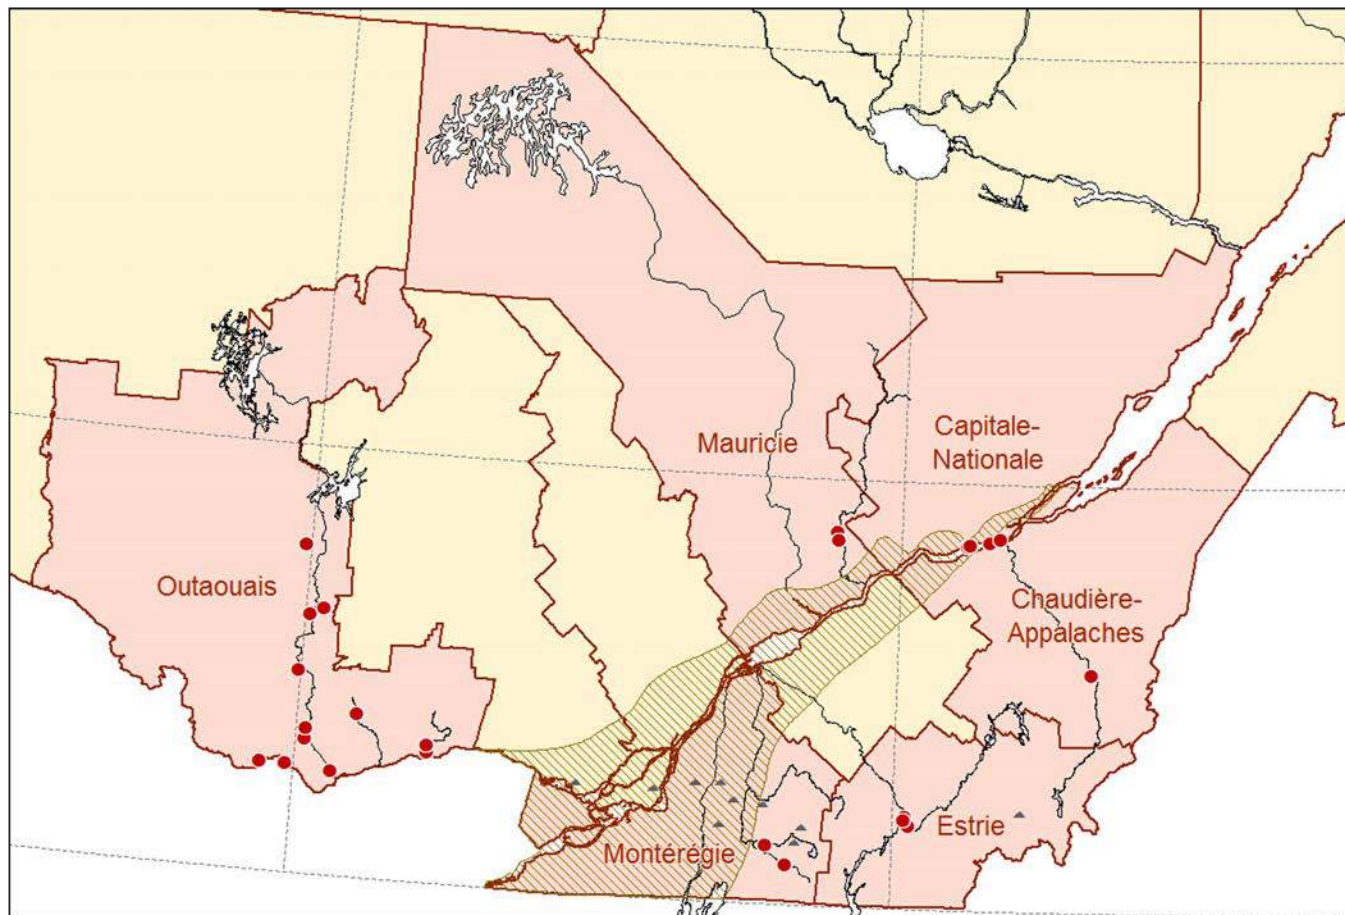 Mauricie
Capitale-
Nationale
Outaouais
Chaudière-
Appalaches
Estrie
Montérégie